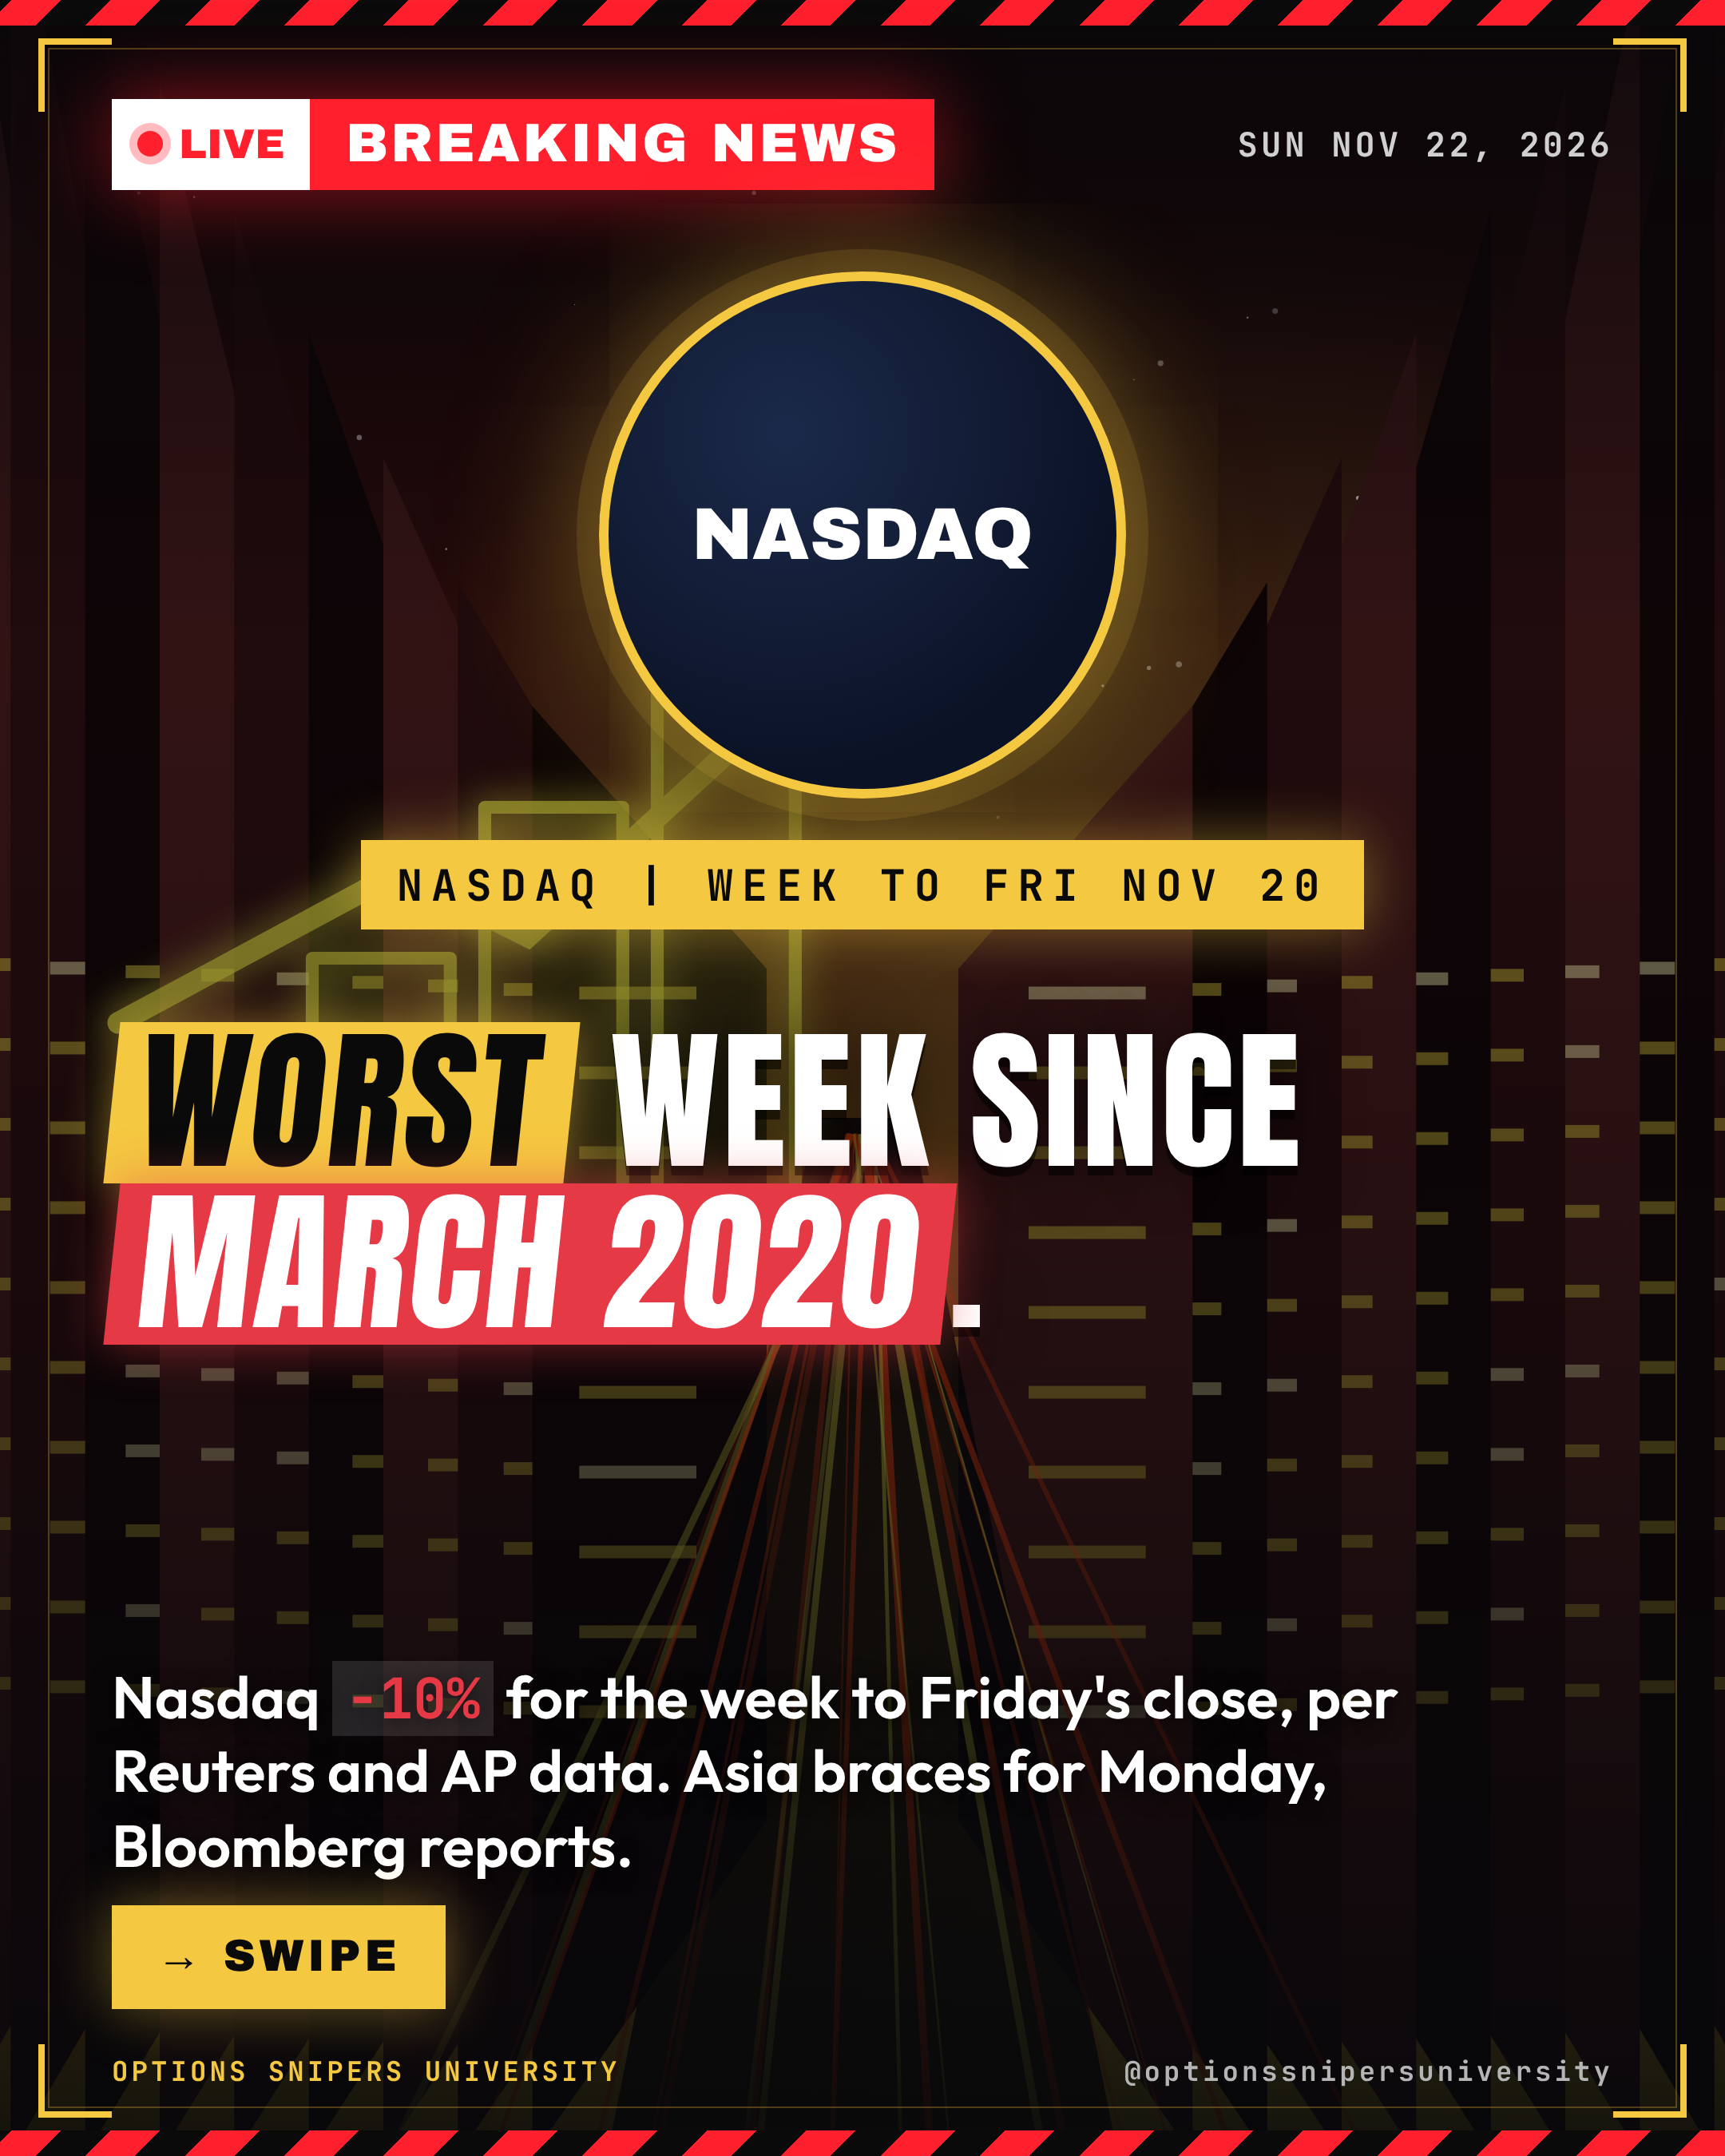 LIVE BREAKING NEWS
SUN NOV 22, 2026
NASDAQ
NASDAQ | WEEK TO FRI NOV 20
WORST WEEK SINCE
MARCH 2020.
Nasdaq -10% for the week to Friday's close, per
Reuters and AP data. Asia braces for Monday,
Bloomberg reports.
→ SWIPE
OPTIONS SNIPERS UNIVERSITY
@optionssnipersuniversity